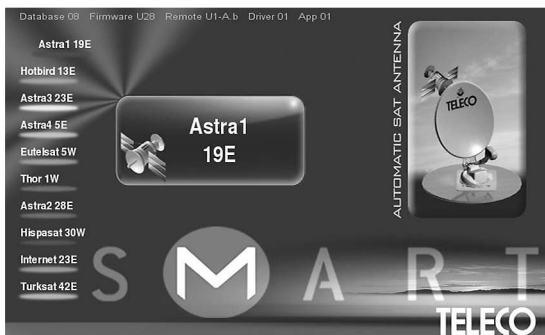 Database 08 Firmware U28 Remote U1-A.b Driver 01 App 01
Astra1 19E
Hotbird 13E
Astra3 23E
Astra4 5E
Eutelsat 5W
Thor 1W
Astra2 28E
Hispasat 30W
Internet 23E
Turksat 42E
Astra1
19E
AUTOMATIC SAT ANTENNA
TELECO
SMART
TELECO